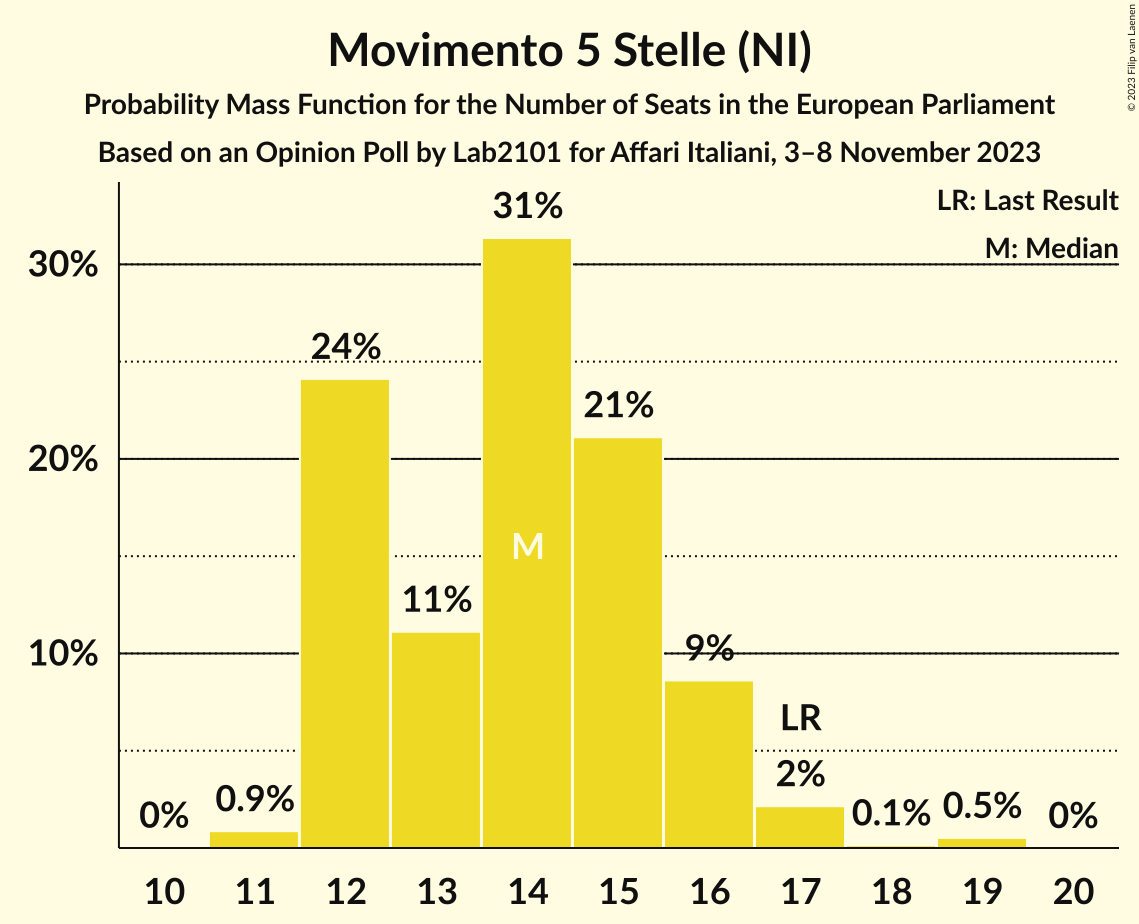 Movimento 5 Stelle (NI)
Probability Mass Function for the Number of Seats in the European Parliament
Based on an Opinion Poll by Lab2101 for Affari Italiani, 3–8 November 2023
© 2023 Filip van Laenen
LR: Last Result
M: Median
30%
20%
10%
0%
0.9%
24%
11%
31%
M
21%
9%
LR
2%
0.1%
0.5%
0%
10 11 12 13 14 15 16 17 18 19 20